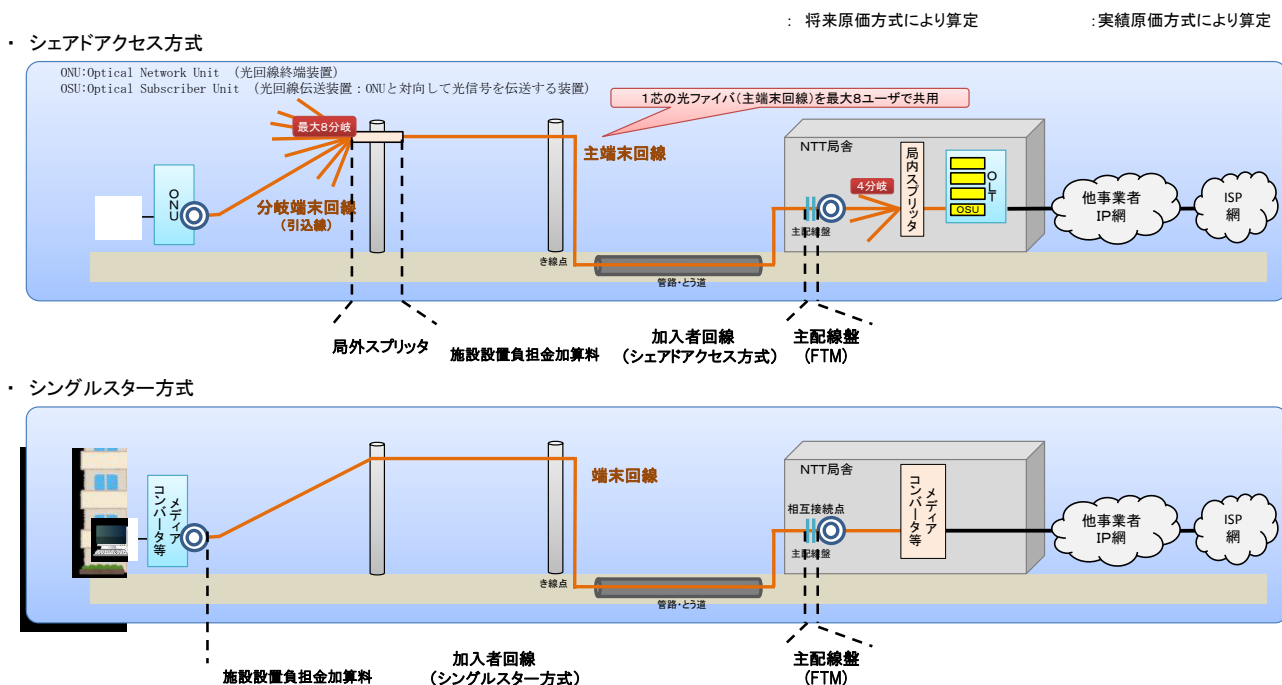 ： 将来原価方式により算定
：実績原価方式により算定
・ シェアドアクセス方式
ONU:Optical Network Unit （光回線終端装置）
OSU:Optical Subscriber Unit （光回線伝送装置：ONUと対向して光信号を伝送する装置）
１芯の光ファイバ（主端末回線）を最大８ユーザで共用
最大８分岐
主端末回線
NTT局舎
局内スプリッタ
OLT
４分岐
OSU
ONU
分岐端末回線
（引込線）
主配線盤
他事業者
IP網
ISP
網
き線点
管路・とう道
局外スプリッタ
施設設置負担金加算料
加入者回線
（シェアドアクセス方式）
主配線盤
（FTM）
・ シングルスター方式
端末回線
NTT局舎
メディア
コンバータ等
メディア
コンバータ等
相互接続点
主配線盤
他事業者
IP網
ISP
網
き線点
管路・とう道
施設設置負担金加算料
加入者回線
（シングルスター方式）
主配線盤
（FTM）